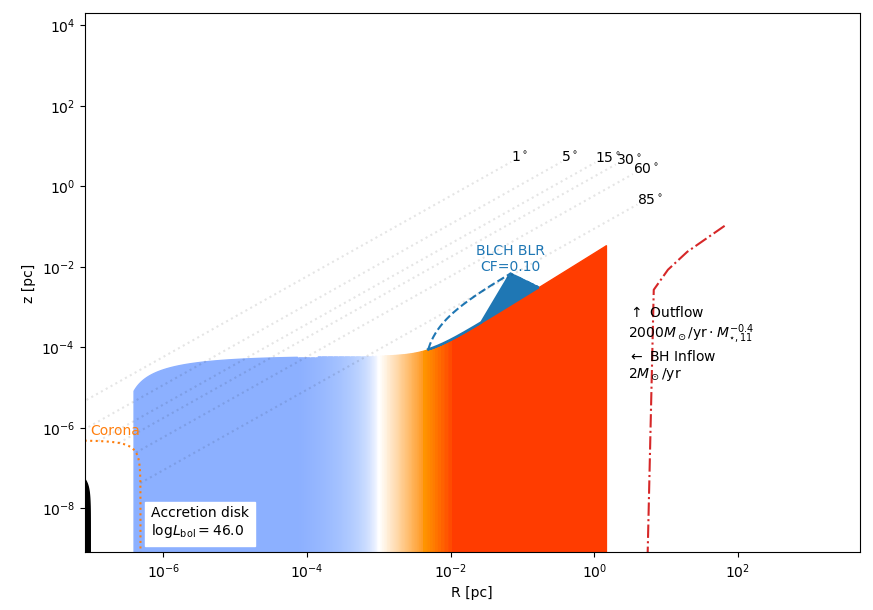 10⁴
10²
10⁰
10⁻²
10⁻⁴
10⁻⁶
10⁻⁸
z [pc]
1°
5°
15°
30°
60°
85°
BLCH BLR
CF=0.10
↑ Outflow
2000M⊙/yr · M⋆,11^−0.4
← BH Inflow
2M⊙/yr
Corona
Accretion disk
logL_bol = 46.0
10⁻⁶
10⁻⁴
10⁻²
10⁰
10²
R [pc]